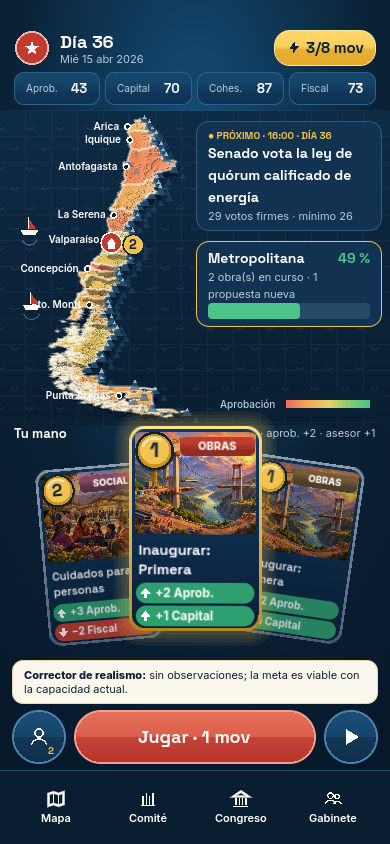 Día 36
Mié 15 abr 2026
3/8 mov
Aprob. 43
Capital 70
Cohes. 87
Fiscal 73
Arica
Iquique
Antofagasta
La Serena
Valparaíso
2
Concepción
to. Mont
Punta Arenas
● PRÓXIMO · 16:00 · DÍA 36
Senado vota la ley de
quórum calificado de
energía
29 votos firmes · mínimo 26
Metropolitana 49 %
2 obra(s) en curso · 1
propuesta nueva
Aprobación
Tu mano
aprob. +2 · asesor +1
2
SOCIAL
Cuidados para
personas
+3 Aprob.
−2 Fiscal
1
OBRAS
Inaugurar:
Primera
+2 Aprob.
+1 Capital
1
OBRAS
ugurar:
mera
2 Aprob.
1 Capital
Corrector de realismo: sin observaciones; la meta es viable con
la capacidad actual.
2
Jugar · 1 mov
Mapa
Comité
Congreso
Gabinete